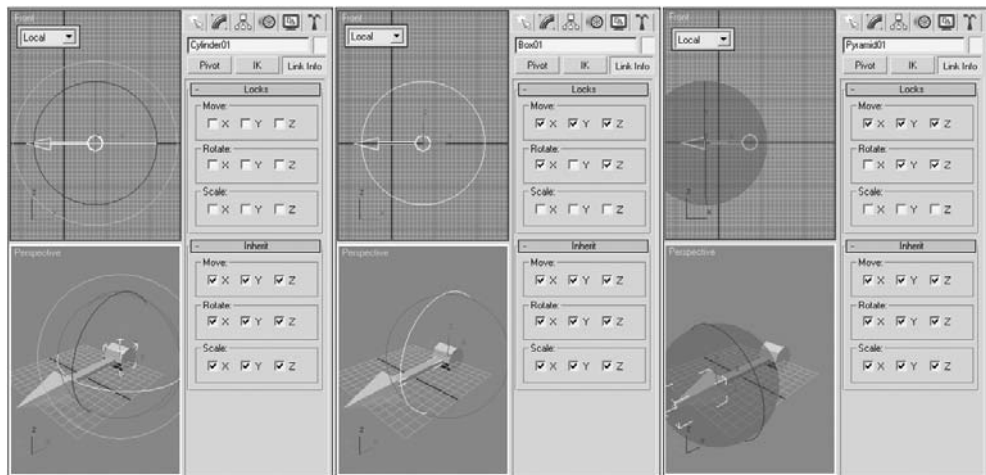 Front
Local
Cylinder01
Pivot IK Link Info
- Locks
Move:
X Y Z
Rotate:
X Y Z
Scale:
X Y Z
- Inherit
Move:
X Y Z
Rotate:
X Y Z
Scale:
X Y Z
Perspective
Front
Local
Box01
Pivot IK Link Info
- Locks
Move:
X Y Z
Rotate:
X Y Z
Scale:
X Y Z
- Inherit
Move:
X Y Z
Rotate:
X Y Z
Scale:
X Y Z
Perspective
Front
Local
Pyramid01
Pivot IK Link Info
- Locks
Move:
X Y Z
Rotate:
X Y Z
Scale:
X Y Z
- Inherit
Move:
X Y Z
Rotate:
X Y Z
Scale:
X Y Z
Perspective